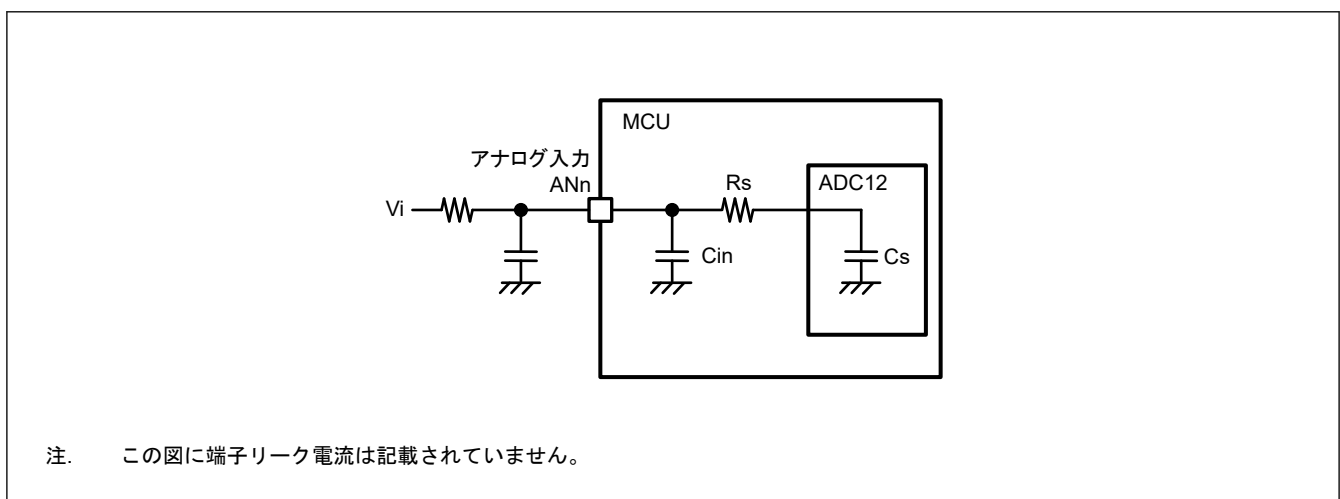 MCU
アナログ入力
ANn
Rs
ADC12
Vi
Cin
Cs
注. この図に端子リーク電流は記載されていません。